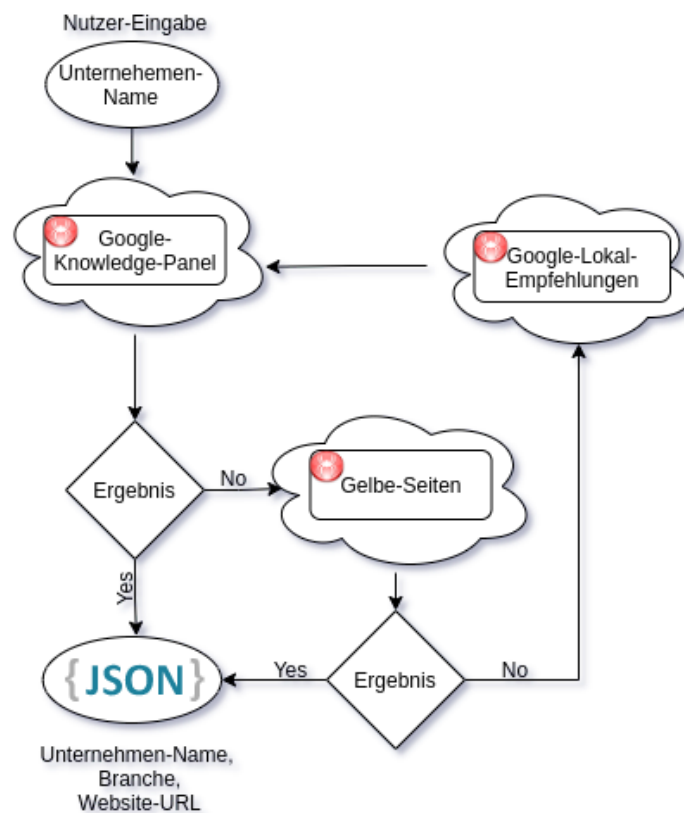 Nutzer-Eingabe
Unternehemen-
Name
Google-
Knowledge-Panel
Google-Lokal-
Empfehlungen
Ergebnis
No
Gelbe-Seiten
Yes
{JSON}
Yes
Ergebnis
No
Unternehmen-Name,
Branche,
Website-URL